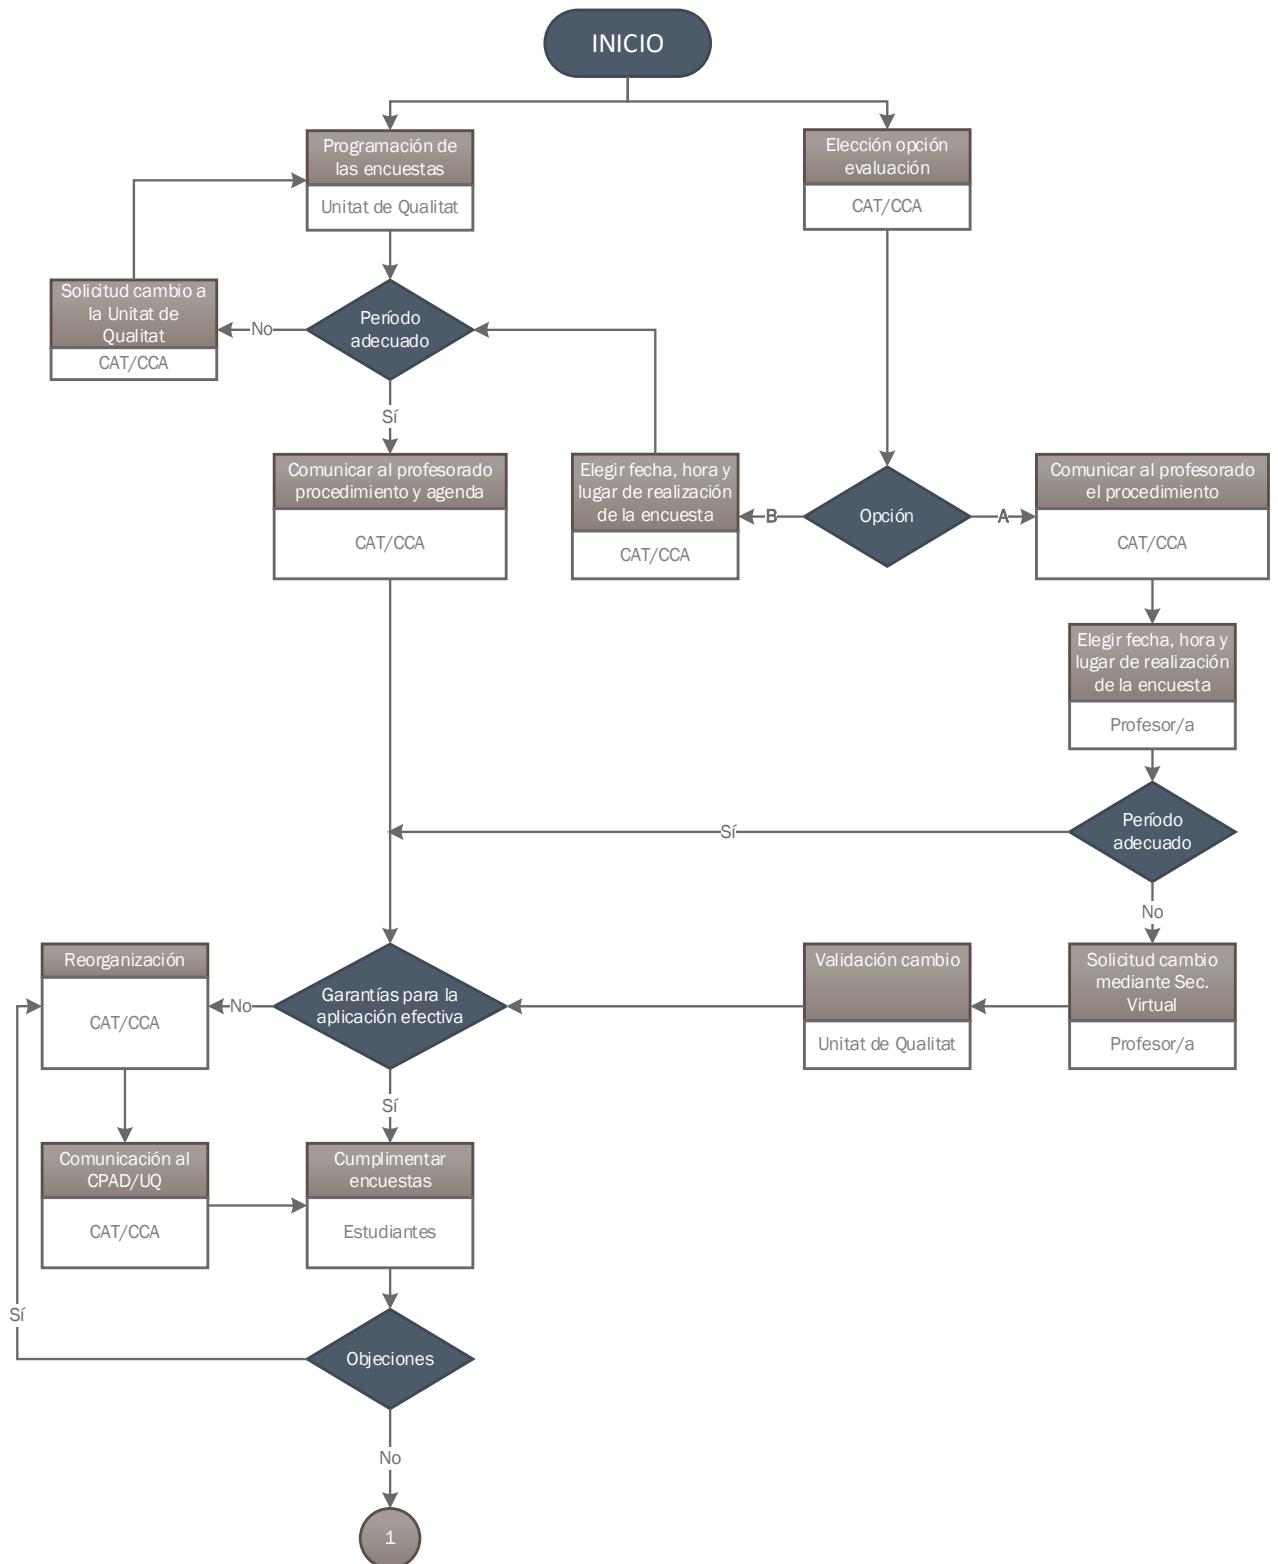 INICIO
Programación de
las encuestas
Unitat de Qualitat
Elección opción
evaluación
CAT/CCA
Solicitud cambio a
la Unitat de
Qualitat
CAT/CCA
No
Período
adecuado
Sí
Comunicar al profesorado
procedimiento y agenda
CAT/CCA
Elegir fecha, hora y
lugar de realización
de la encuesta
CAT/CCA
B
Opción
A
Comunicar al profesorado
el procedimiento
CAT/CCA
Elegir fecha, hora y
lugar de realización
de la encuesta
Profesor/a
Sí
Período
adecuado
No
Reorganización
CAT/CCA
No
Garantías para la
aplicación efectiva
Validación cambio
Unitat de Qualitat
Solicitud cambio
mediante Sec.
Virtual
Profesor/a
Sí
Comunicación al
CPAD/UQ
CAT/CCA
Cumplimentar
encuestas
Estudiantes
Sí
Objeciones
No
1